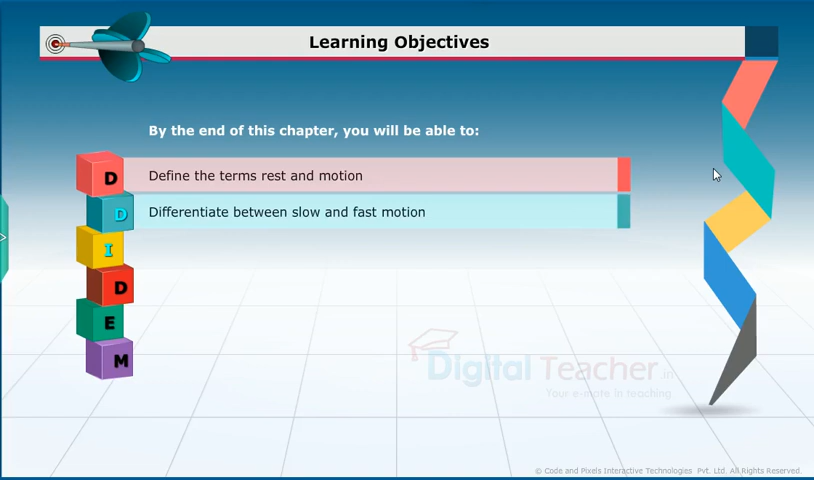 Learning Objectives
By the end of this chapter, you will be able to:
D
Define the terms rest and motion
D
Differentiate between slow and fast motion
I
D
E
M
Digital Teacher.in
Your e-mate in teaching
© Code and Pixels Interactive Technologies Pvt. Ltd. All Rights Reserved.